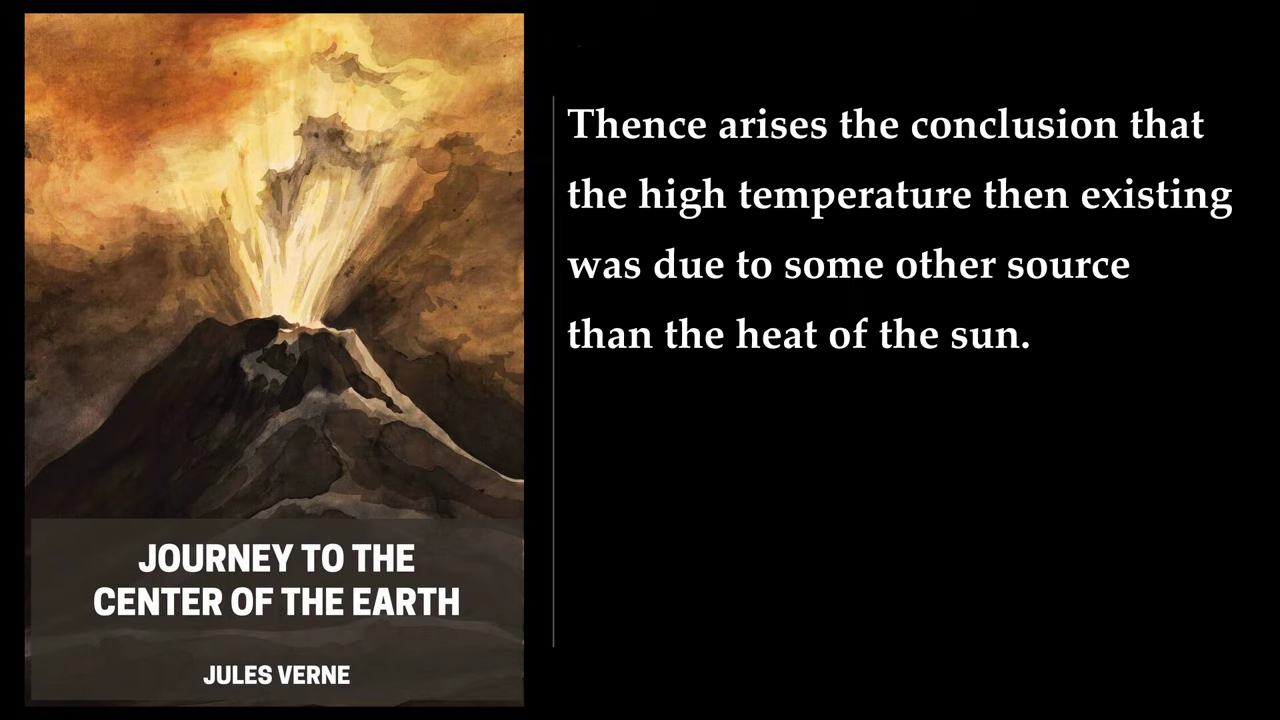 JOURNEY TO THE
CENTER OF THE EARTH
JULES VERNE
Thence arises the conclusion that
the high temperature then existing
was due to some other source
than the heat of the sun.